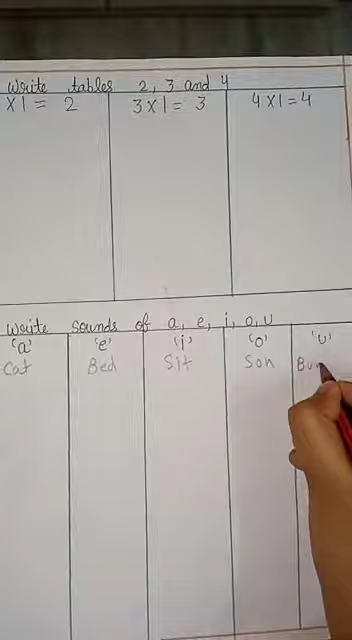 Write tables 2, 3 and 4
×1 = 2 3×1 = 3 4×1=4
Write sounds of a, e, i, o, u
'a' 'e' 'i' 'o' 'u'
Cat Bed Sit Son